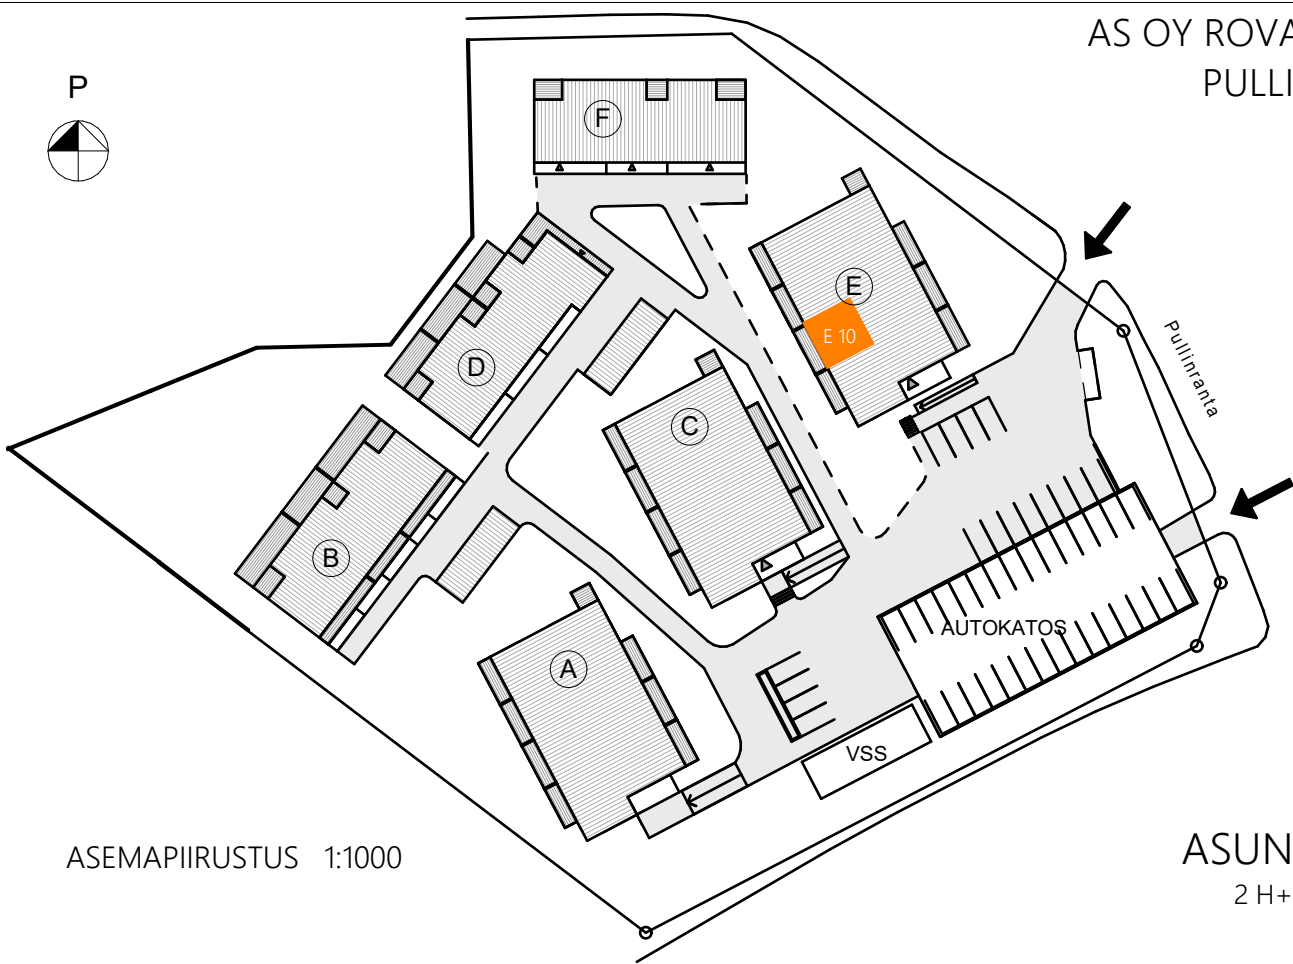 AS OY ROVA
PULLI
P
F
E
E 10
D
C
B
A
Pullinranta
AUTOKATOS
VSS
ASEMAPIIRUSTUS 1:1000
ASUN
2 H+